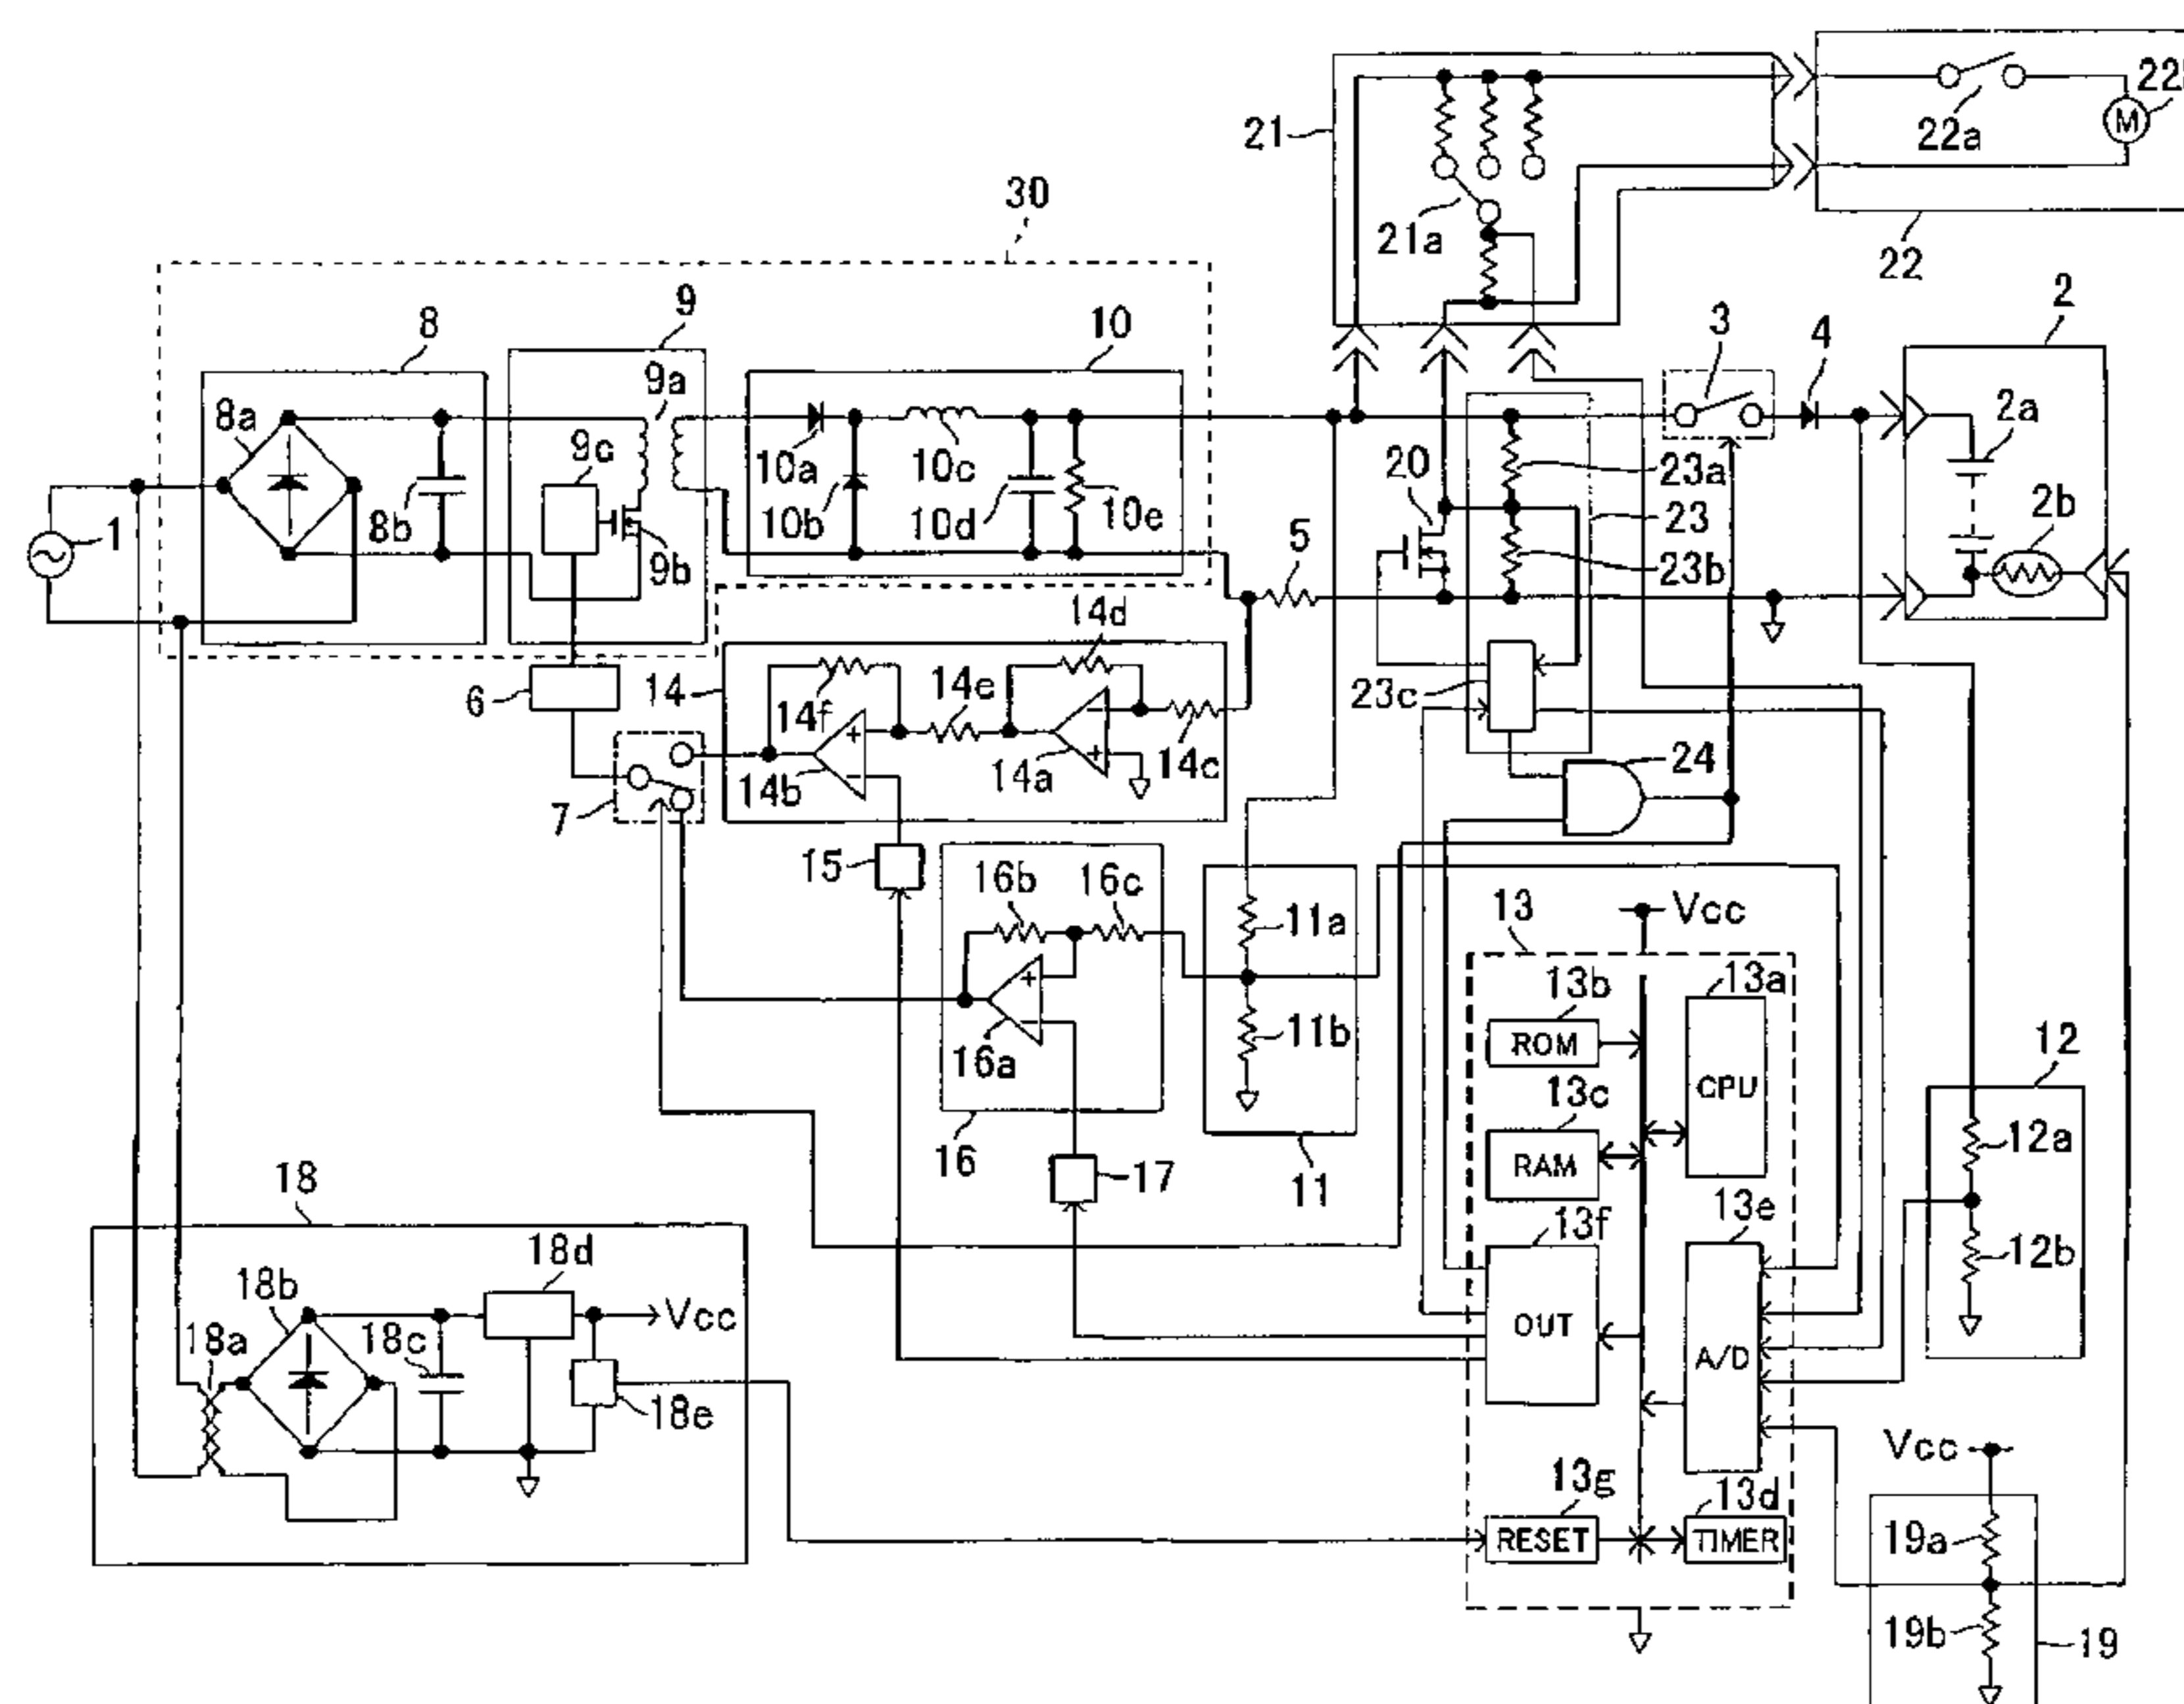 22
21
22a
M
30
21a
22
2
9
3
8
10
4
9a
2a
8a
9c
20
10a
10c
23a
2b
1
8b
10b
10d
10e
5
23
9b
23b
14d
14
14e
6
23c
14f
24
14a
14c
14b
7
15
16b
16c
13
Vcc
11a
13b
13a
ROM
11b
12
16a
13c
CPU
12a
RAM
16
17
11
18
13e
13f
18d
12b
18b
OUT
Vcc
18a
18c
A/D
18e
Vcc
13g
13d
RESET
TIMER
19a
19b
19